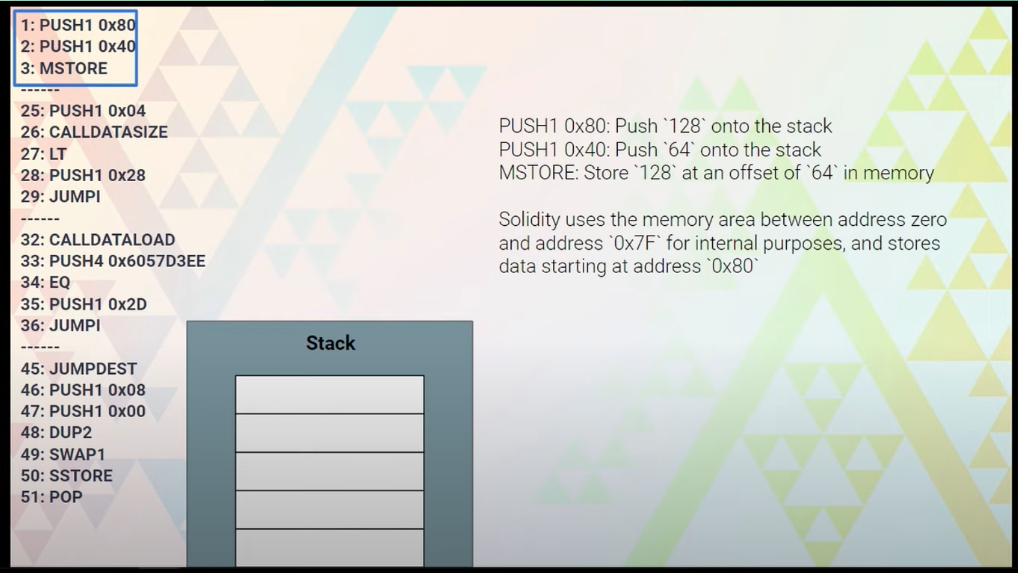 1: PUSH1 0x80
2: PUSH1 0x40
3: MSTORE
------
25: PUSH1 0x04
26: CALLDATASIZE
27: LT
28: PUSH1 0x28
29: JUMPI
------
32: CALLDATALOAD
33: PUSH4 0x6057D3EE
34: EQ
35: PUSH1 0x2D
36: JUMPI
------
45: JUMPDEST
46: PUSH1 0x08
47: PUSH1 0x00
48: DUP2
49: SWAP1
50: SSTORE
51: POP
PUSH1 0x80: Push `128` onto the stack
PUSH1 0x40: Push `64` onto the stack
MSTORE: Store `128` at an offset of `64` in memory
Solidity uses the memory area between address zero
and address `0x7F` for internal purposes, and stores
data starting at address `0x80`
Stack